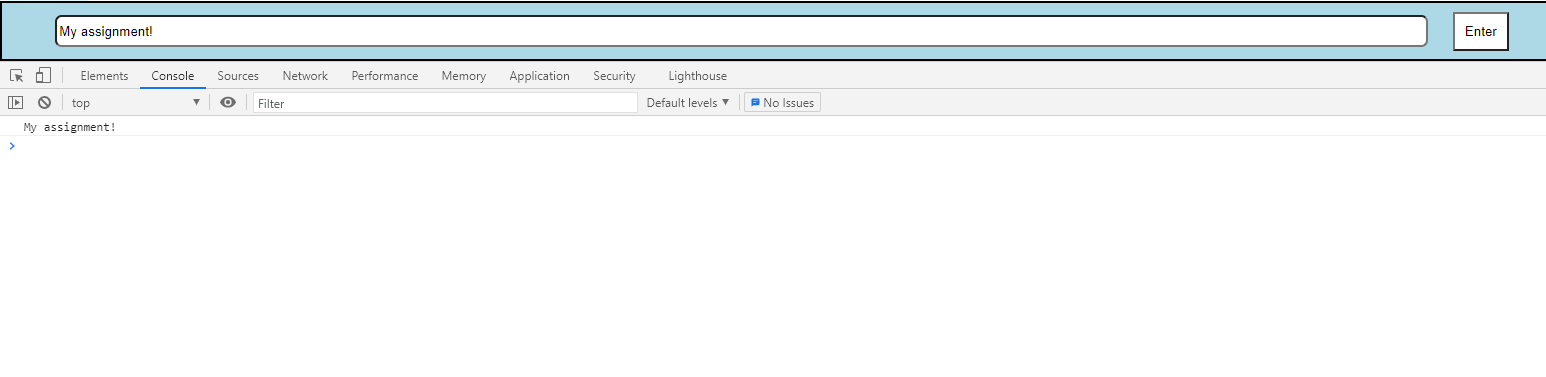 My assignment! Enter
Elements Console Sources Network Performance Memory Application Security Lighthouse
top Filter Default levels No Issues
My assignment!